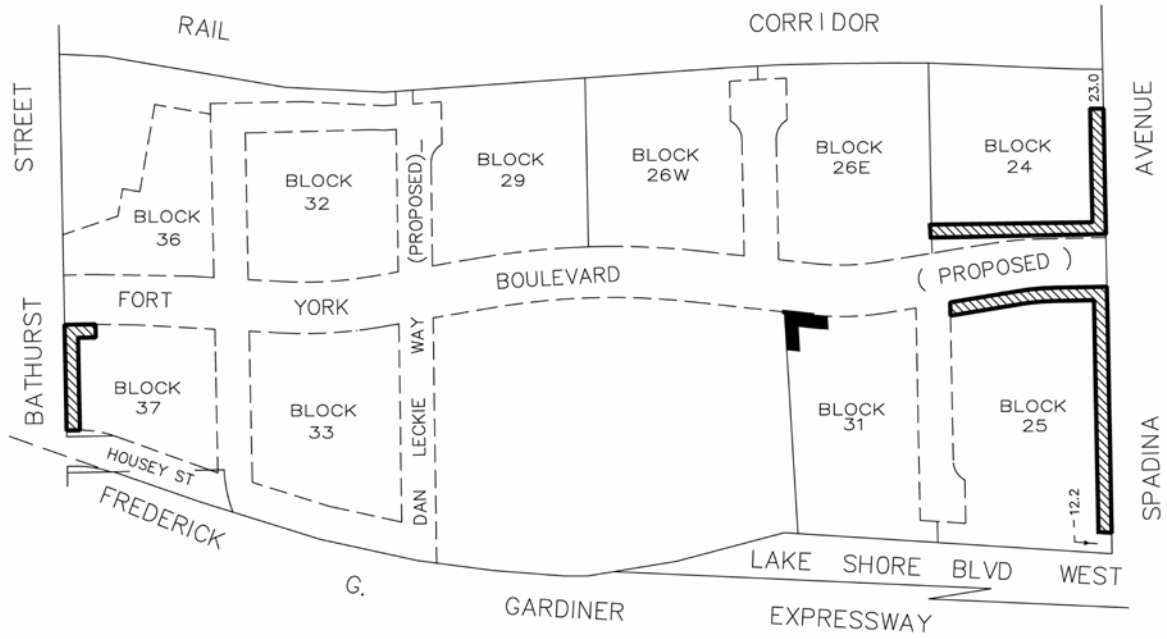 RAIL CORRIDOR
STREET
AVENUE
23.0
BLOCK
24
BLOCK
26E
BLOCK
26W
BLOCK
29
(PROPOSED)
BLOCK
32
BLOCK
36
BOULEVARD
( PROPOSED )
FORT YORK
BATHURST
BLOCK
37
BLOCK
33
DAN LECKIE WAY
BLOCK
31
BLOCK
25
SPADINA
12.2
HOUSEY ST
FREDERICK G. GARDINER EXPRESSWAY
LAKE SHORE BLVD WEST